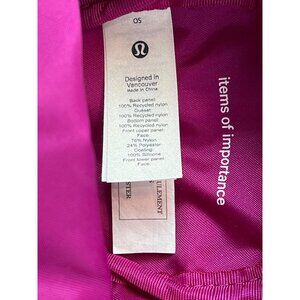 OS
Designed in
Vancouver
Made in China
Back panel:
100% Recycled nylon
Gusset:
100% Recycled nylon
Bottom panel:
100% Recycled nylon
Front upper panel:
Face:
76% Nylon
24% Polyester
Coating:
100% Silicone
Front lower panel:
Face:
items of importance
ULEMENT